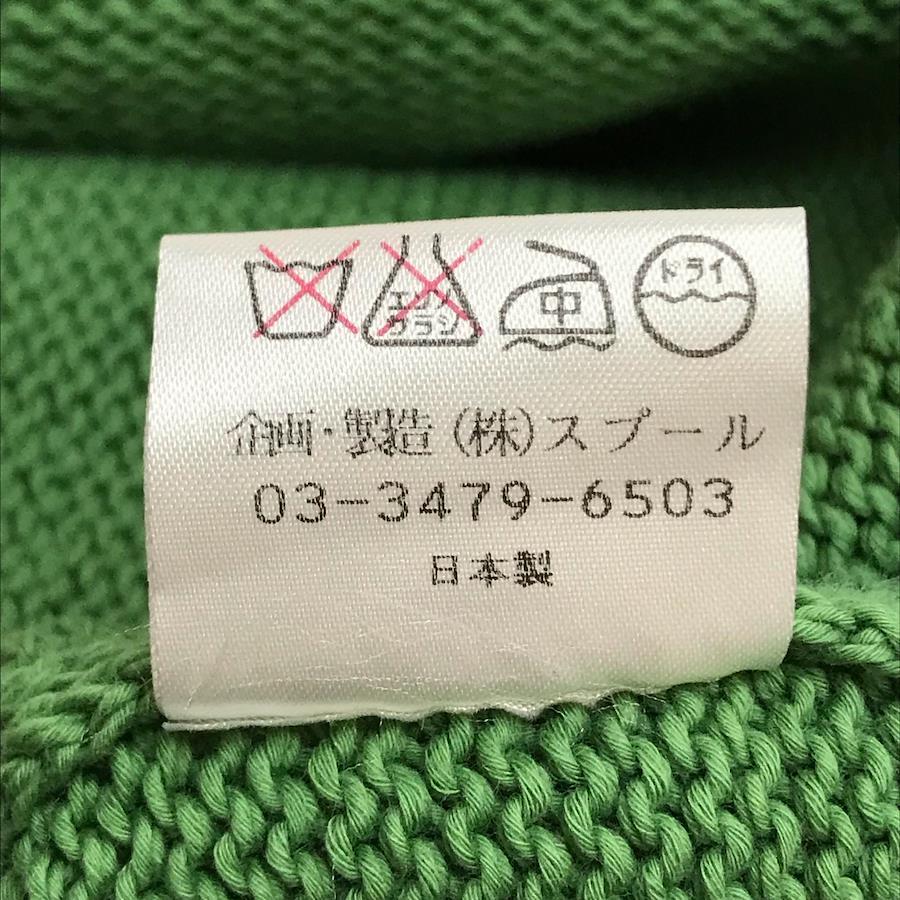 エンソ
サラシ
中
ドライ
企画・製造(株)スプール
03-3479-6503
日本製